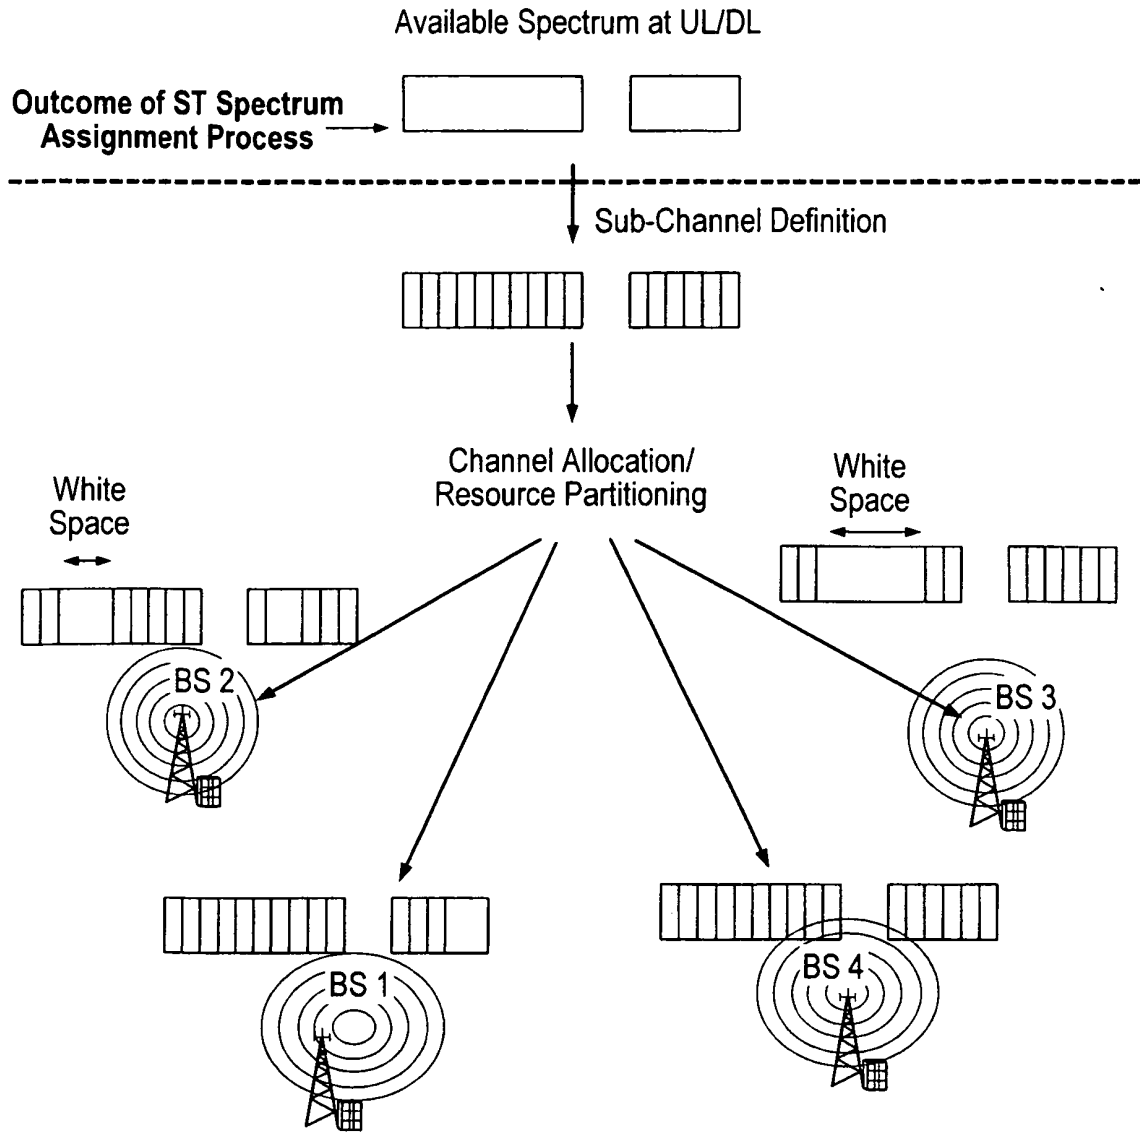 Available Spectrum at UL/DL
Outcome of ST Spectrum
Assignment Process
Sub-Channel Definition
Channel Allocation/
Resource Partitioning
White
Space
White
Space
BS 2
BS 3
BS 1
BS 4